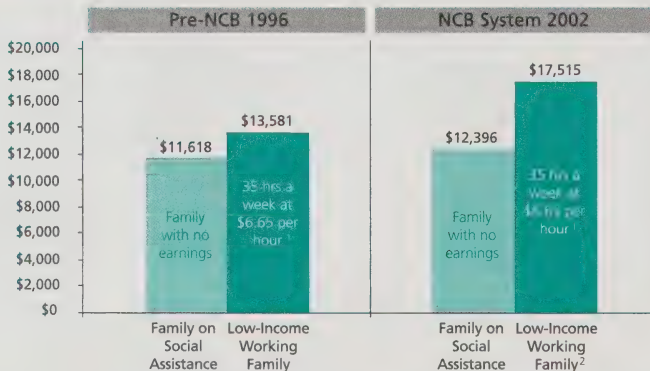 Pre-NCB 1996
NCB System 2002
$20,000
$18,000
$16,000
$14,000
$12,000
$10,000
$8,000
$6,000
$4,000
$2,000
$0
$11,618
$13,581
$12,396
$17,515
Family
with no
earnings
35 hrs a
week at
$6.65 per
hour
Family
with no
earnings
35 hrs a
week at
per
hour
Family on
Social
Assistance
Low-Income
Working
Family
Family on
Social
Assistance
Low-Income
Working
Family2